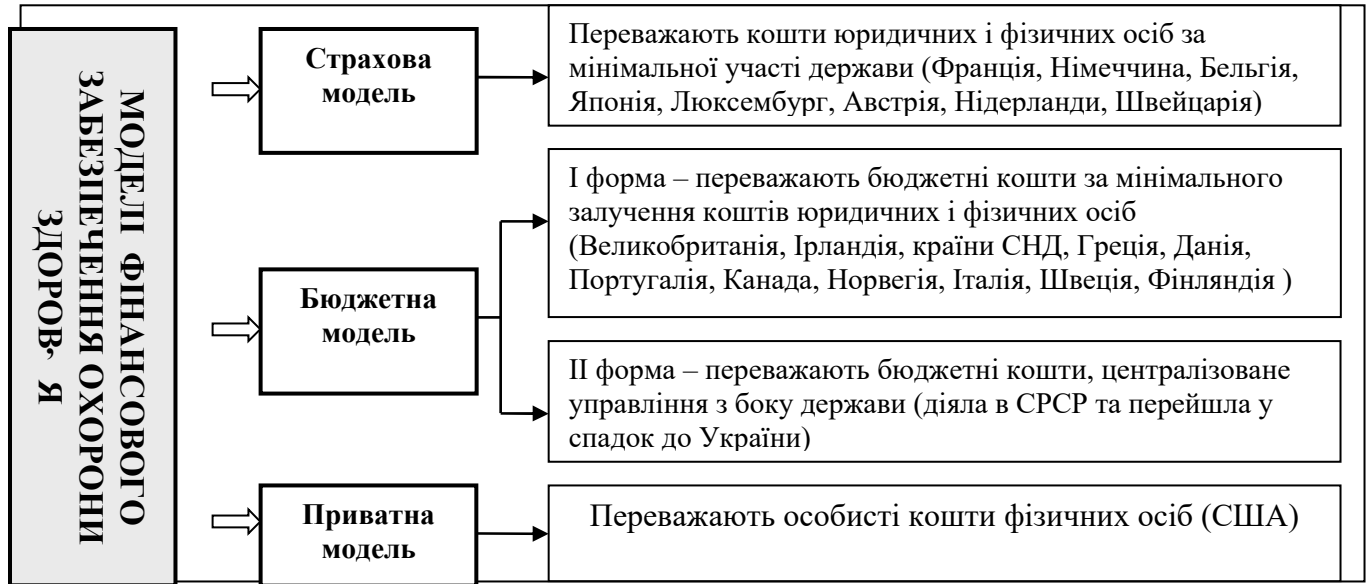 МОДЕЛІ ФІНАНСОВОГО
ЗАБЕЗПЕЧЕННЯ ОХОРОНИ
ЗДОРОВ’ Я
Страхова
модель
Переважають кошти юридичних і фізичних осіб за
мінімальної участі держави (Франція, Німеччина, Бельгія,
Японія, Люксембург, Австрія, Нідерланди, Швейцарія)
Бюджетна
модель
І форма – переважають бюджетні кошти за мінімального
залучення коштів юридичних і фізичних осіб
(Великобританія, Ірландія, країни СНД, Греція, Данія,
Португалія, Канада, Норвегія, Італія, Швеція, Фінляндія )
ІІ форма – переважають бюджетні кошти, централізоване
управління з боку держави (діяла в СРСР та перейшла у
спадок до України)
Приватна
модель
Переважають особисті кошти фізичних осіб (США)